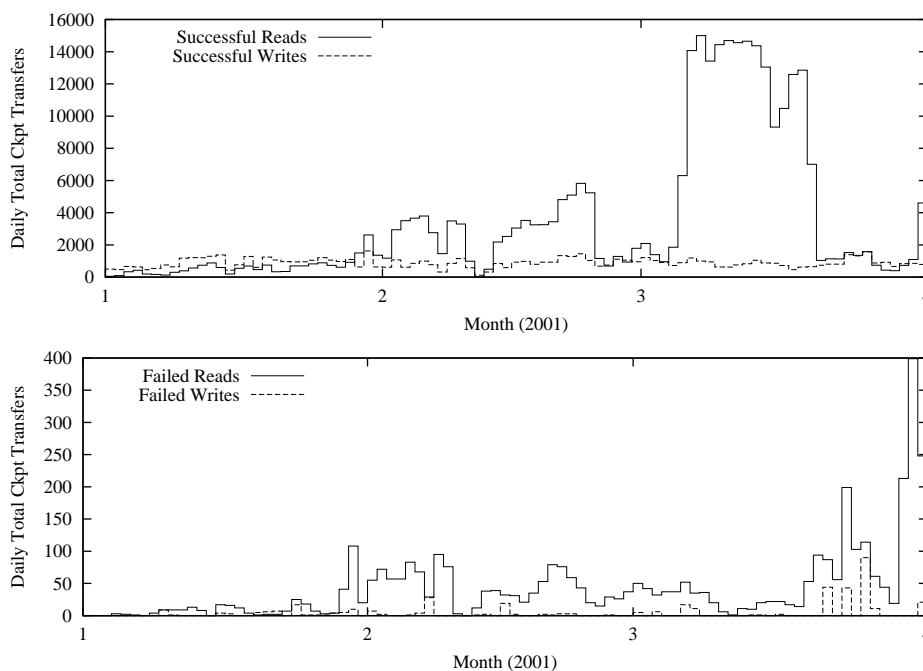 16000
14000
12000
10000
8000
6000
4000
2000
0
Daily Total Ckpt Transfers
Successful Reads
Successful Writes
1 2 3
Month (2001)
400
350
300
250
200
150
100
50
0
Daily Total Ckpt Transfers
Failed Reads
Failed Writes
1 2 3
Month (2001)